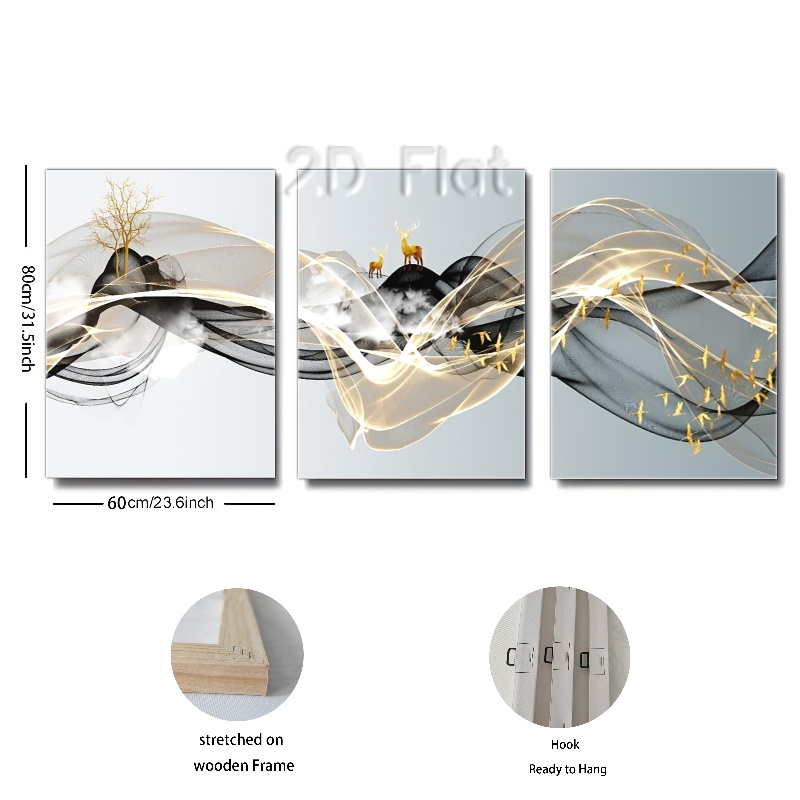 2D Flat
80cm/31.5inch
60cm/23.6inch
stretched on
wooden Frame
Hook
Ready to Hang